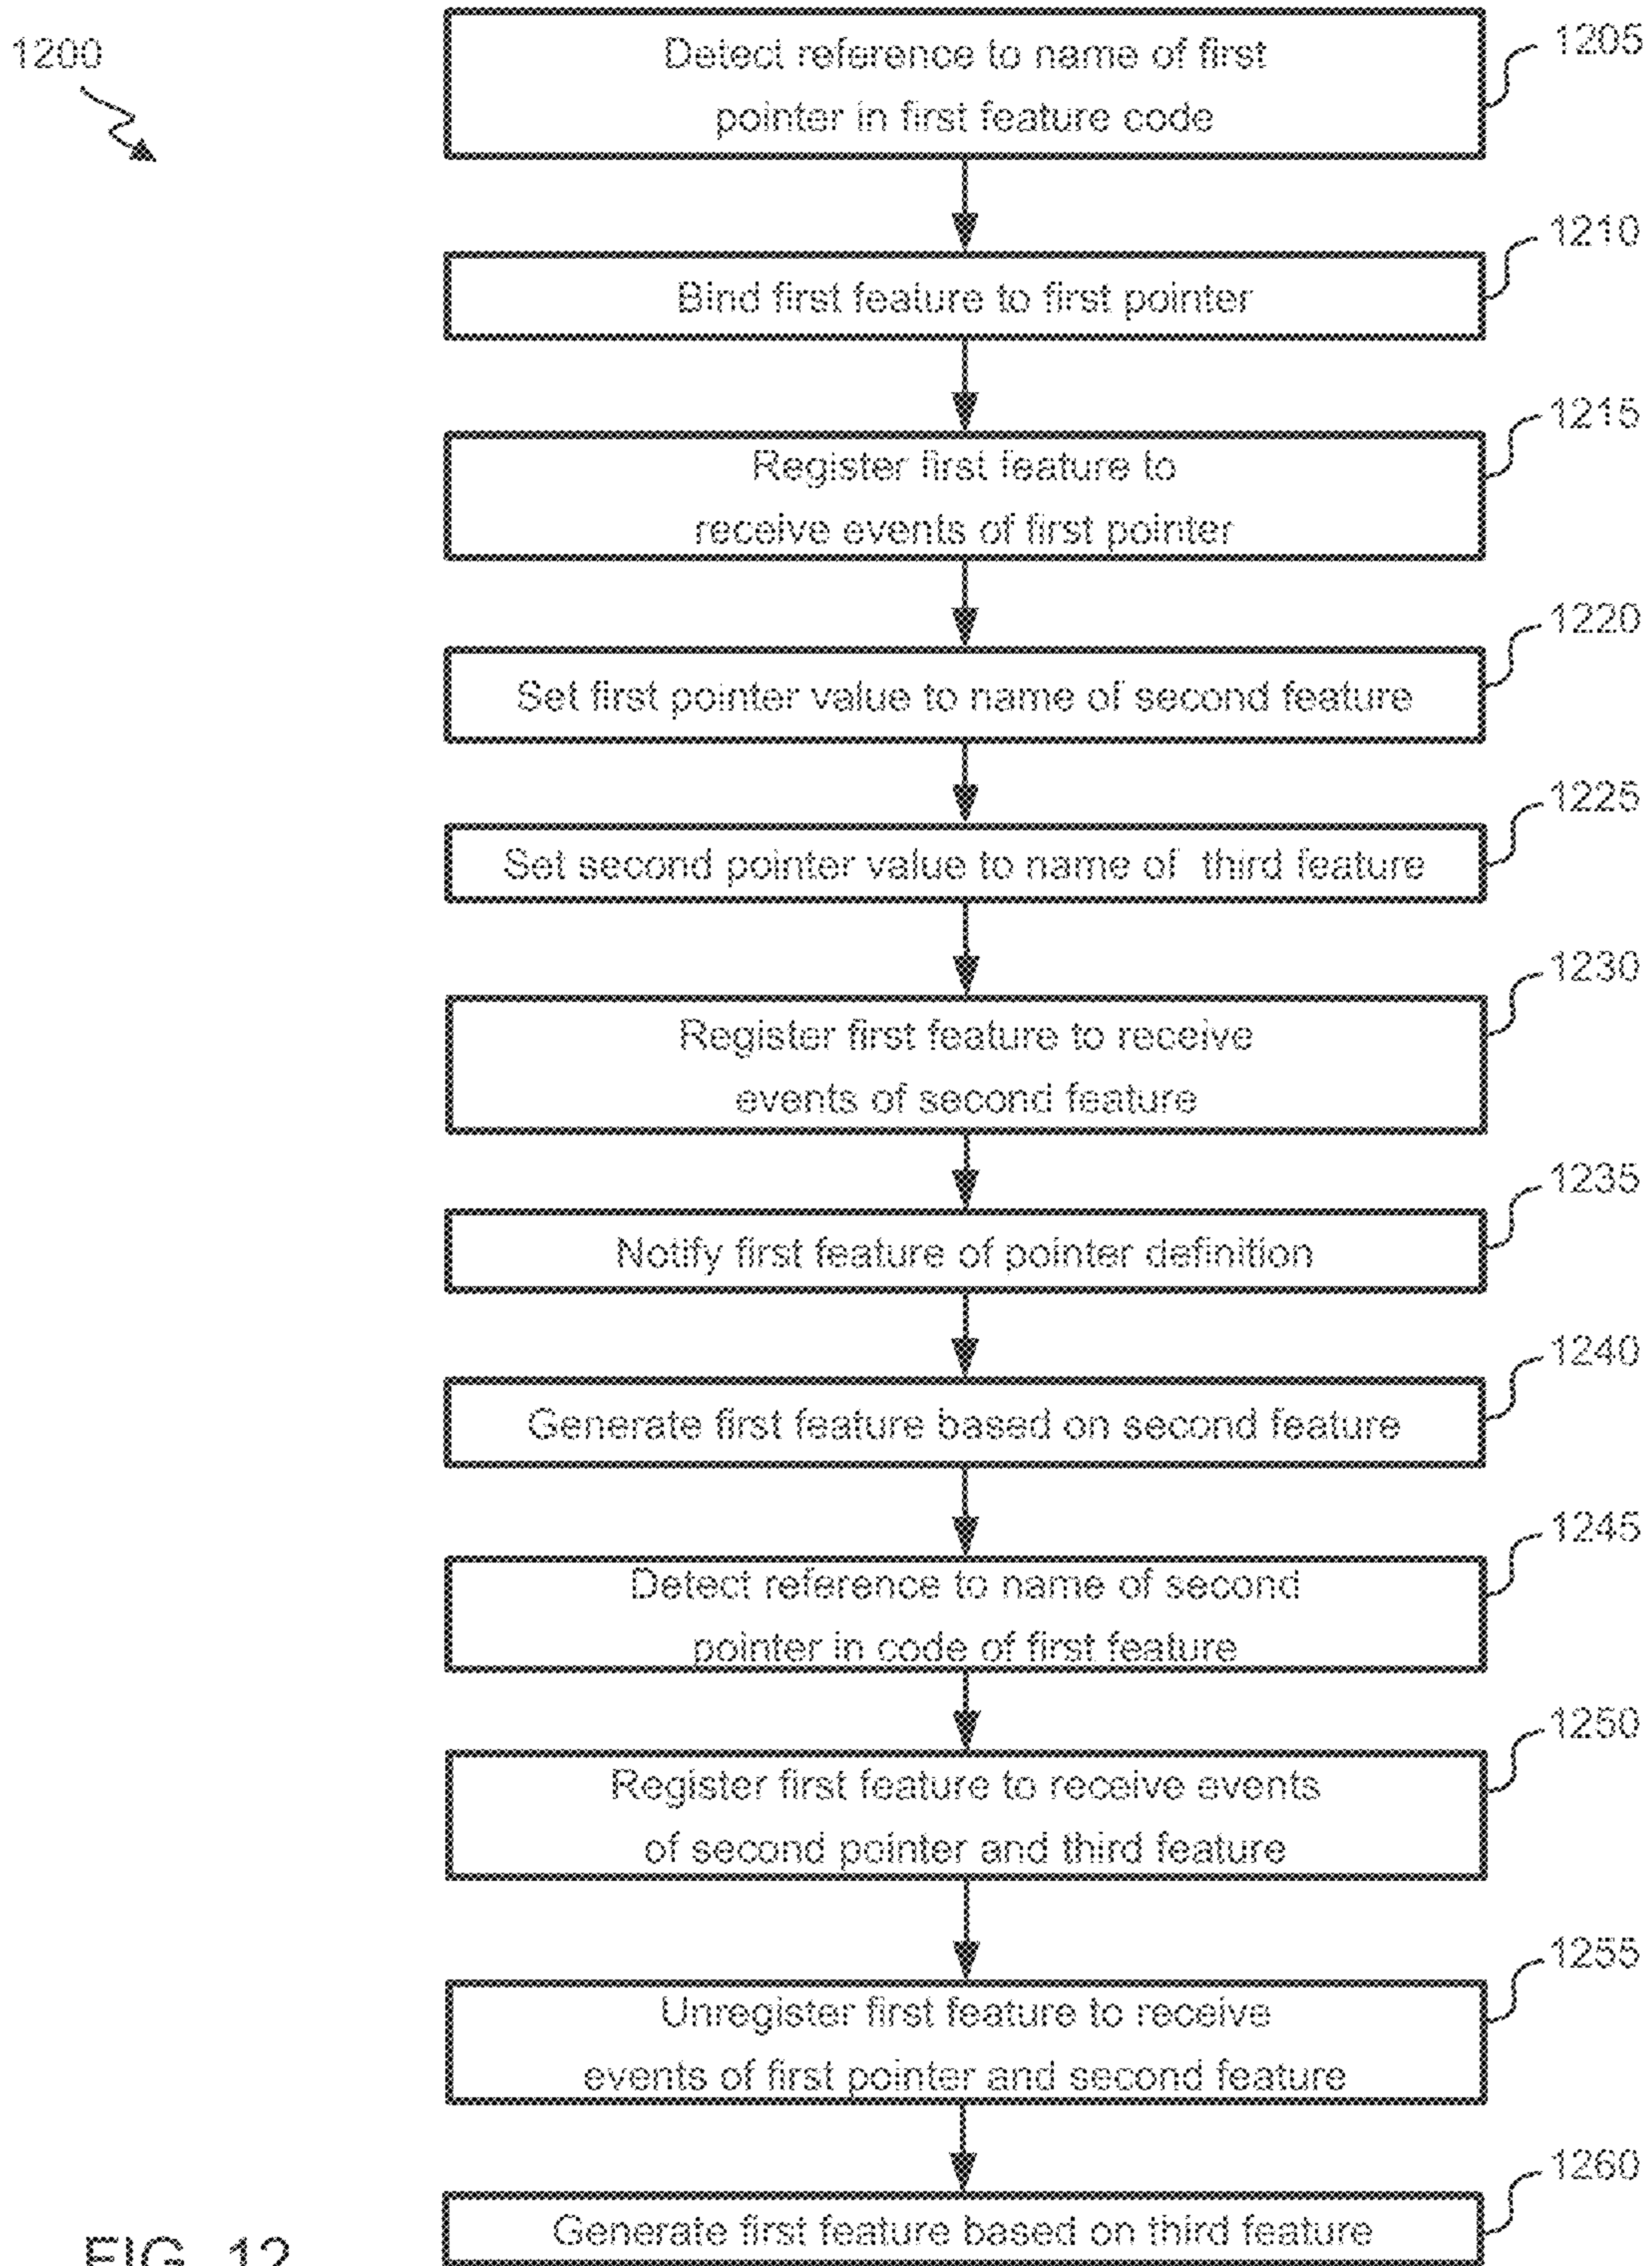 1200
Detect reference to name of first
pointer in first feature code
1205
Bind first feature to first pointer
1210
Register first feature to
receive events of first pointer
1215
Set first pointer value to name of second feature
1220
Set second pointer value to name of third feature
1225
Register first feature to receive
events of second feature
1230
Notify first feature of pointer definition
1235
Generate first feature based on second feature
1240
Detect reference to name of second
pointer in code of first feature
1245
Register first feature to receive events
of second pointer and third feature
1250
Unregister first feature to receive
events of first pointer and second feature
1255
Generate first feature based on third feature
1260
FIG. 12